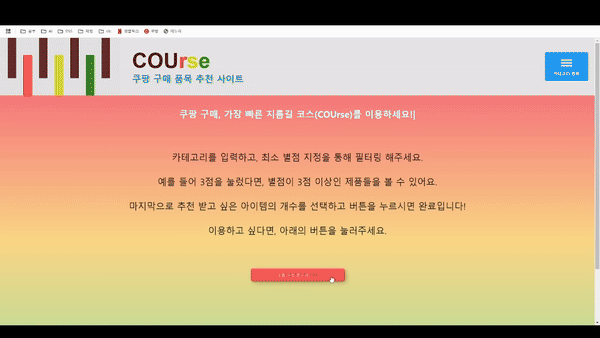 COUrse
쿠팡 구매 품목 추천 사이트
쿠팡 구매, 가장 빠른 지름길 코스(COUrse)를 이용하세요!
카테고리를 입력하고, 최소 별점 지정을 통해 필터링 해주세요.
예를 들어 3점을 눌렀다면, 별점이 3점 이상인 제품들을 볼 수 있어요.
마지막으로 추천 받고 싶은 아이템의 개수를 선택하고 버튼을 누르시면 완료입니다!
이용하고 싶다면, 아래의 버튼을 눌러주세요.